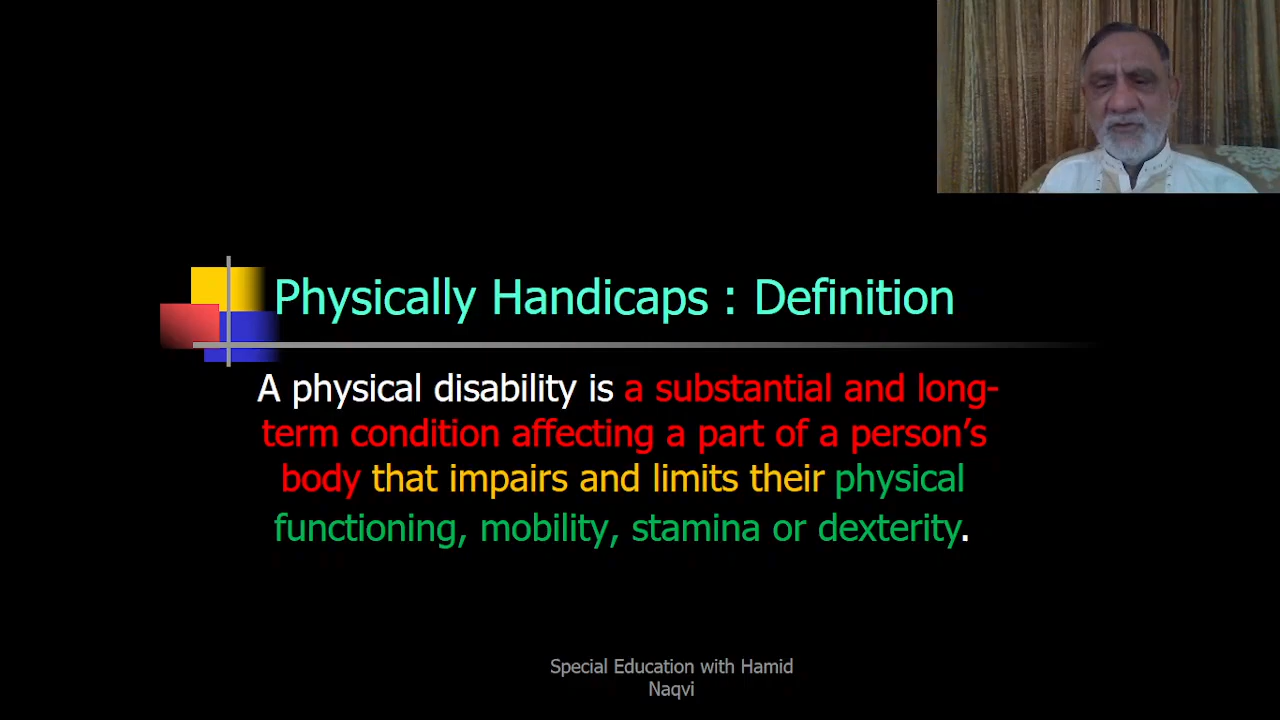 Physically Handicaps : Definition
A physical disability is a substantial and long-
term condition affecting a part of a person’s
body that impairs and limits their physical
functioning, mobility, stamina or dexterity.
Special Education with Hamid
Naqvi